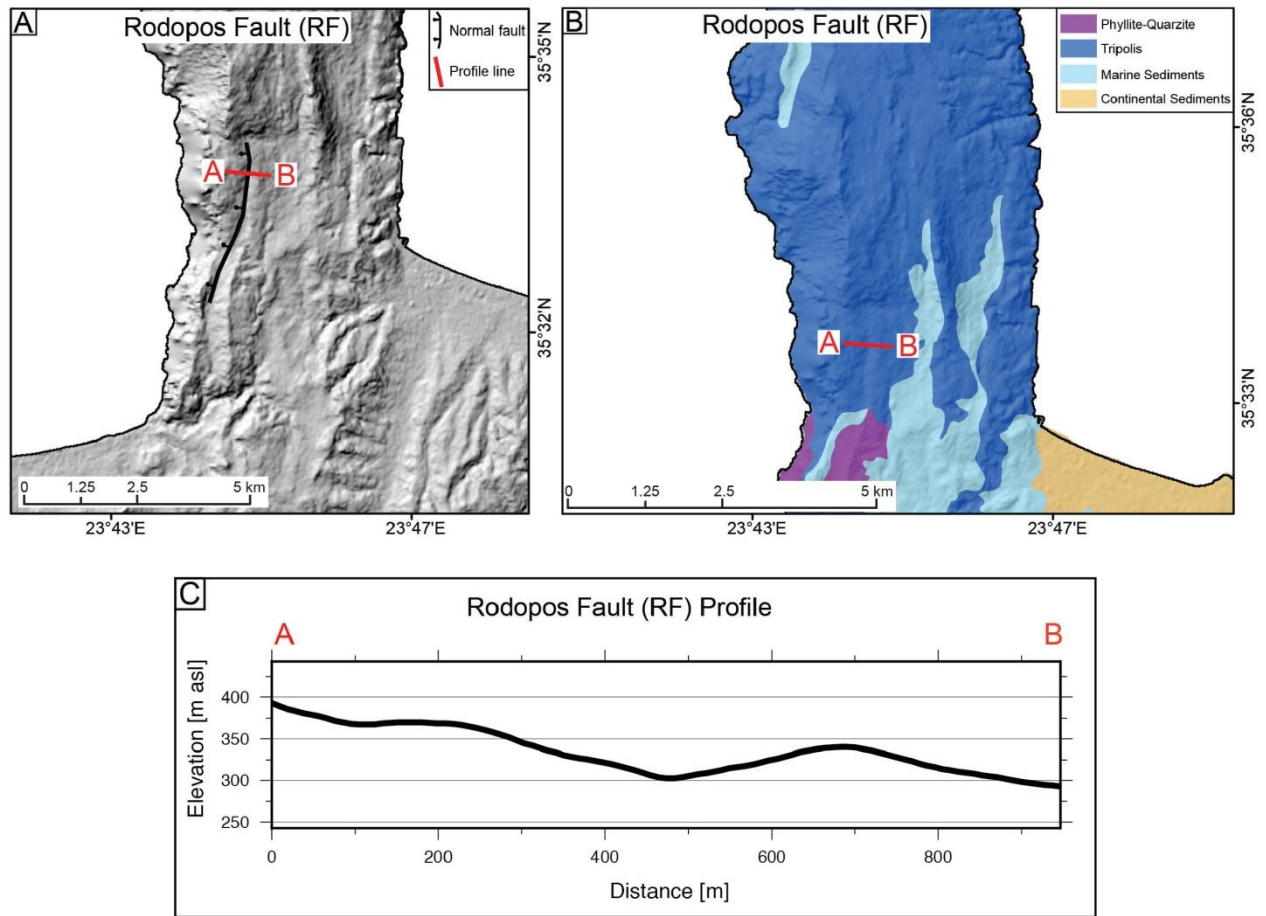 A
Rodopos Fault (RF)
Normal fault
Profile line
A
B
35°35'N
35°32'N
0 1.25 2.5 5 km
23°43'E 23°47'E
B
Rodopos Fault (RF)
Phyllite-Quarzite
Tripolis
Marine Sediments
Continental Sediments
A
B
35°36'N
35°33'N
0 1.25 2.5 5 km
23°43'E 23°47'E
C
Rodopos Fault (RF) Profile
A B
Elevation [m asl]
400
350
300
250
0 200 400 600 800
Distance [m]